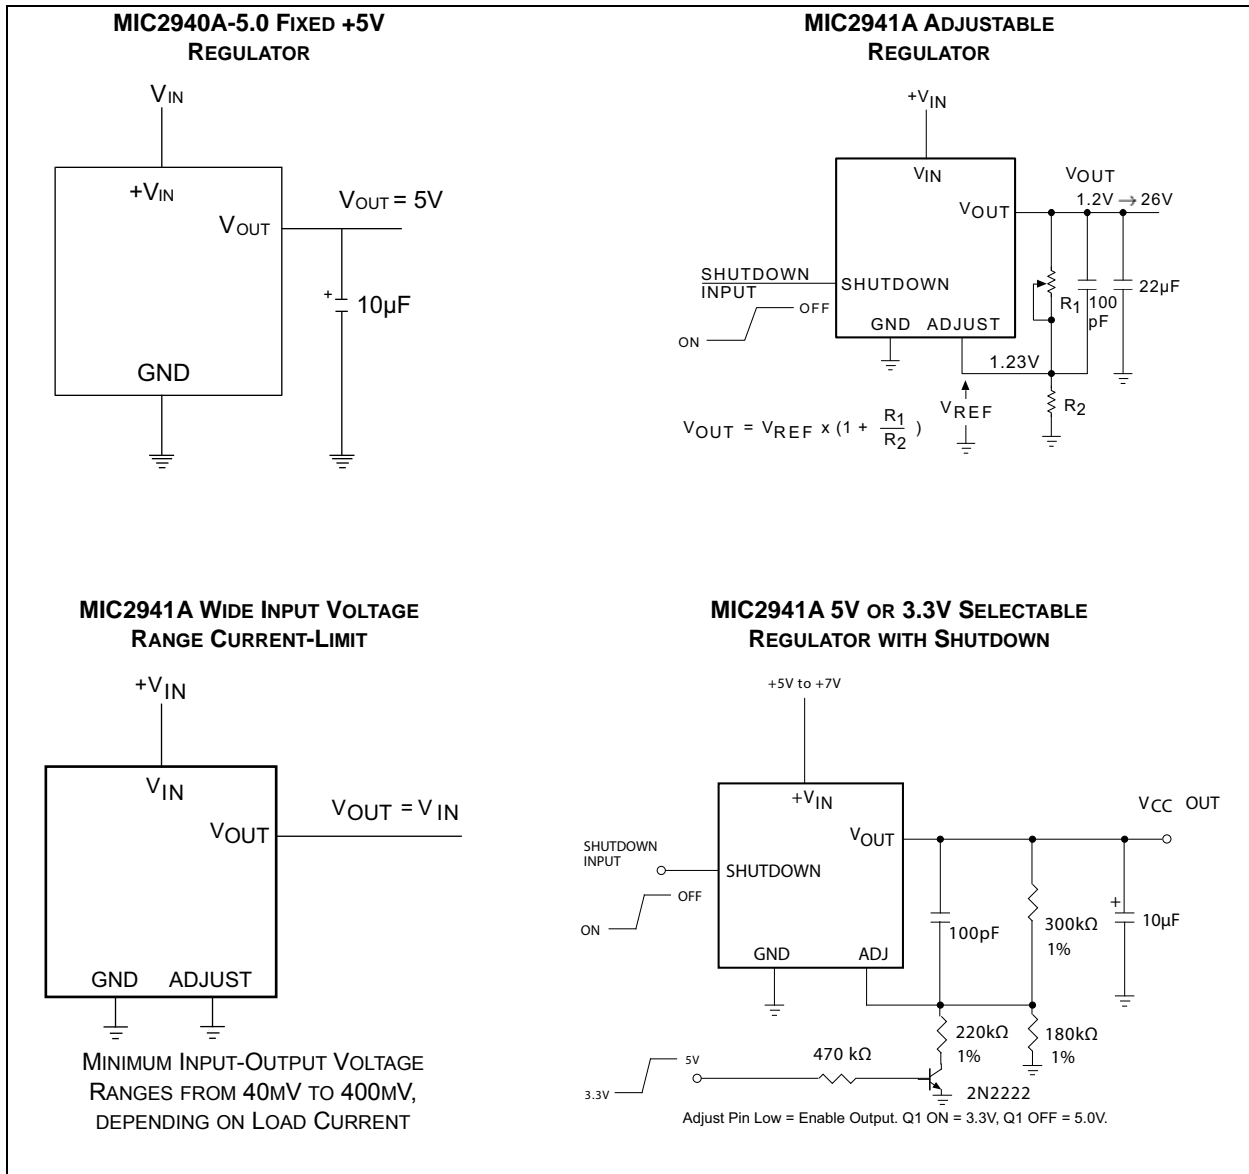 MIC2940A-5.0 FIXED +5V
REGULATOR
VIN
+VIN
VOUT
VOUT = 5V
+
10µF
GND
MIC2941A ADJUSTABLE
REGULATOR
+VIN
VIN
VOUT
VOUT
1.2V → 26V
SHUTDOWN
INPUT
SHUTDOWN
OFF
ON
GND
ADJUST
R1
100
pF
22µF
1.23V
VREF
R2
VOUT = VREF x (1 + R1
R2 )
MIC2941A WIDE INPUT VOLTAGE
RANGE CURRENT-LIMIT
+VIN
VIN
VOUT
VOUT = VIN
GND
ADJUST
MINIMUM INPUT-OUTPUT VOLTAGE
RANGES FROM 40MV TO 400MV,
DEPENDING ON LOAD CURRENT
MIC2941A 5V OR 3.3V SELECTABLE
REGULATOR WITH SHUTDOWN
+5V to +7V
+VIN
VOUT
VCC OUT
SHUTDOWN
INPUT
SHUTDOWN
OFF
ON
GND
ADJ
100pF
300kΩ
1%
+
10µF
220kΩ
1%
180kΩ
1%
470 kΩ
5V
3.3V
2N2222
Adjust Pin Low = Enable Output. Q1 ON = 3.3V, Q1 OFF = 5.0V.